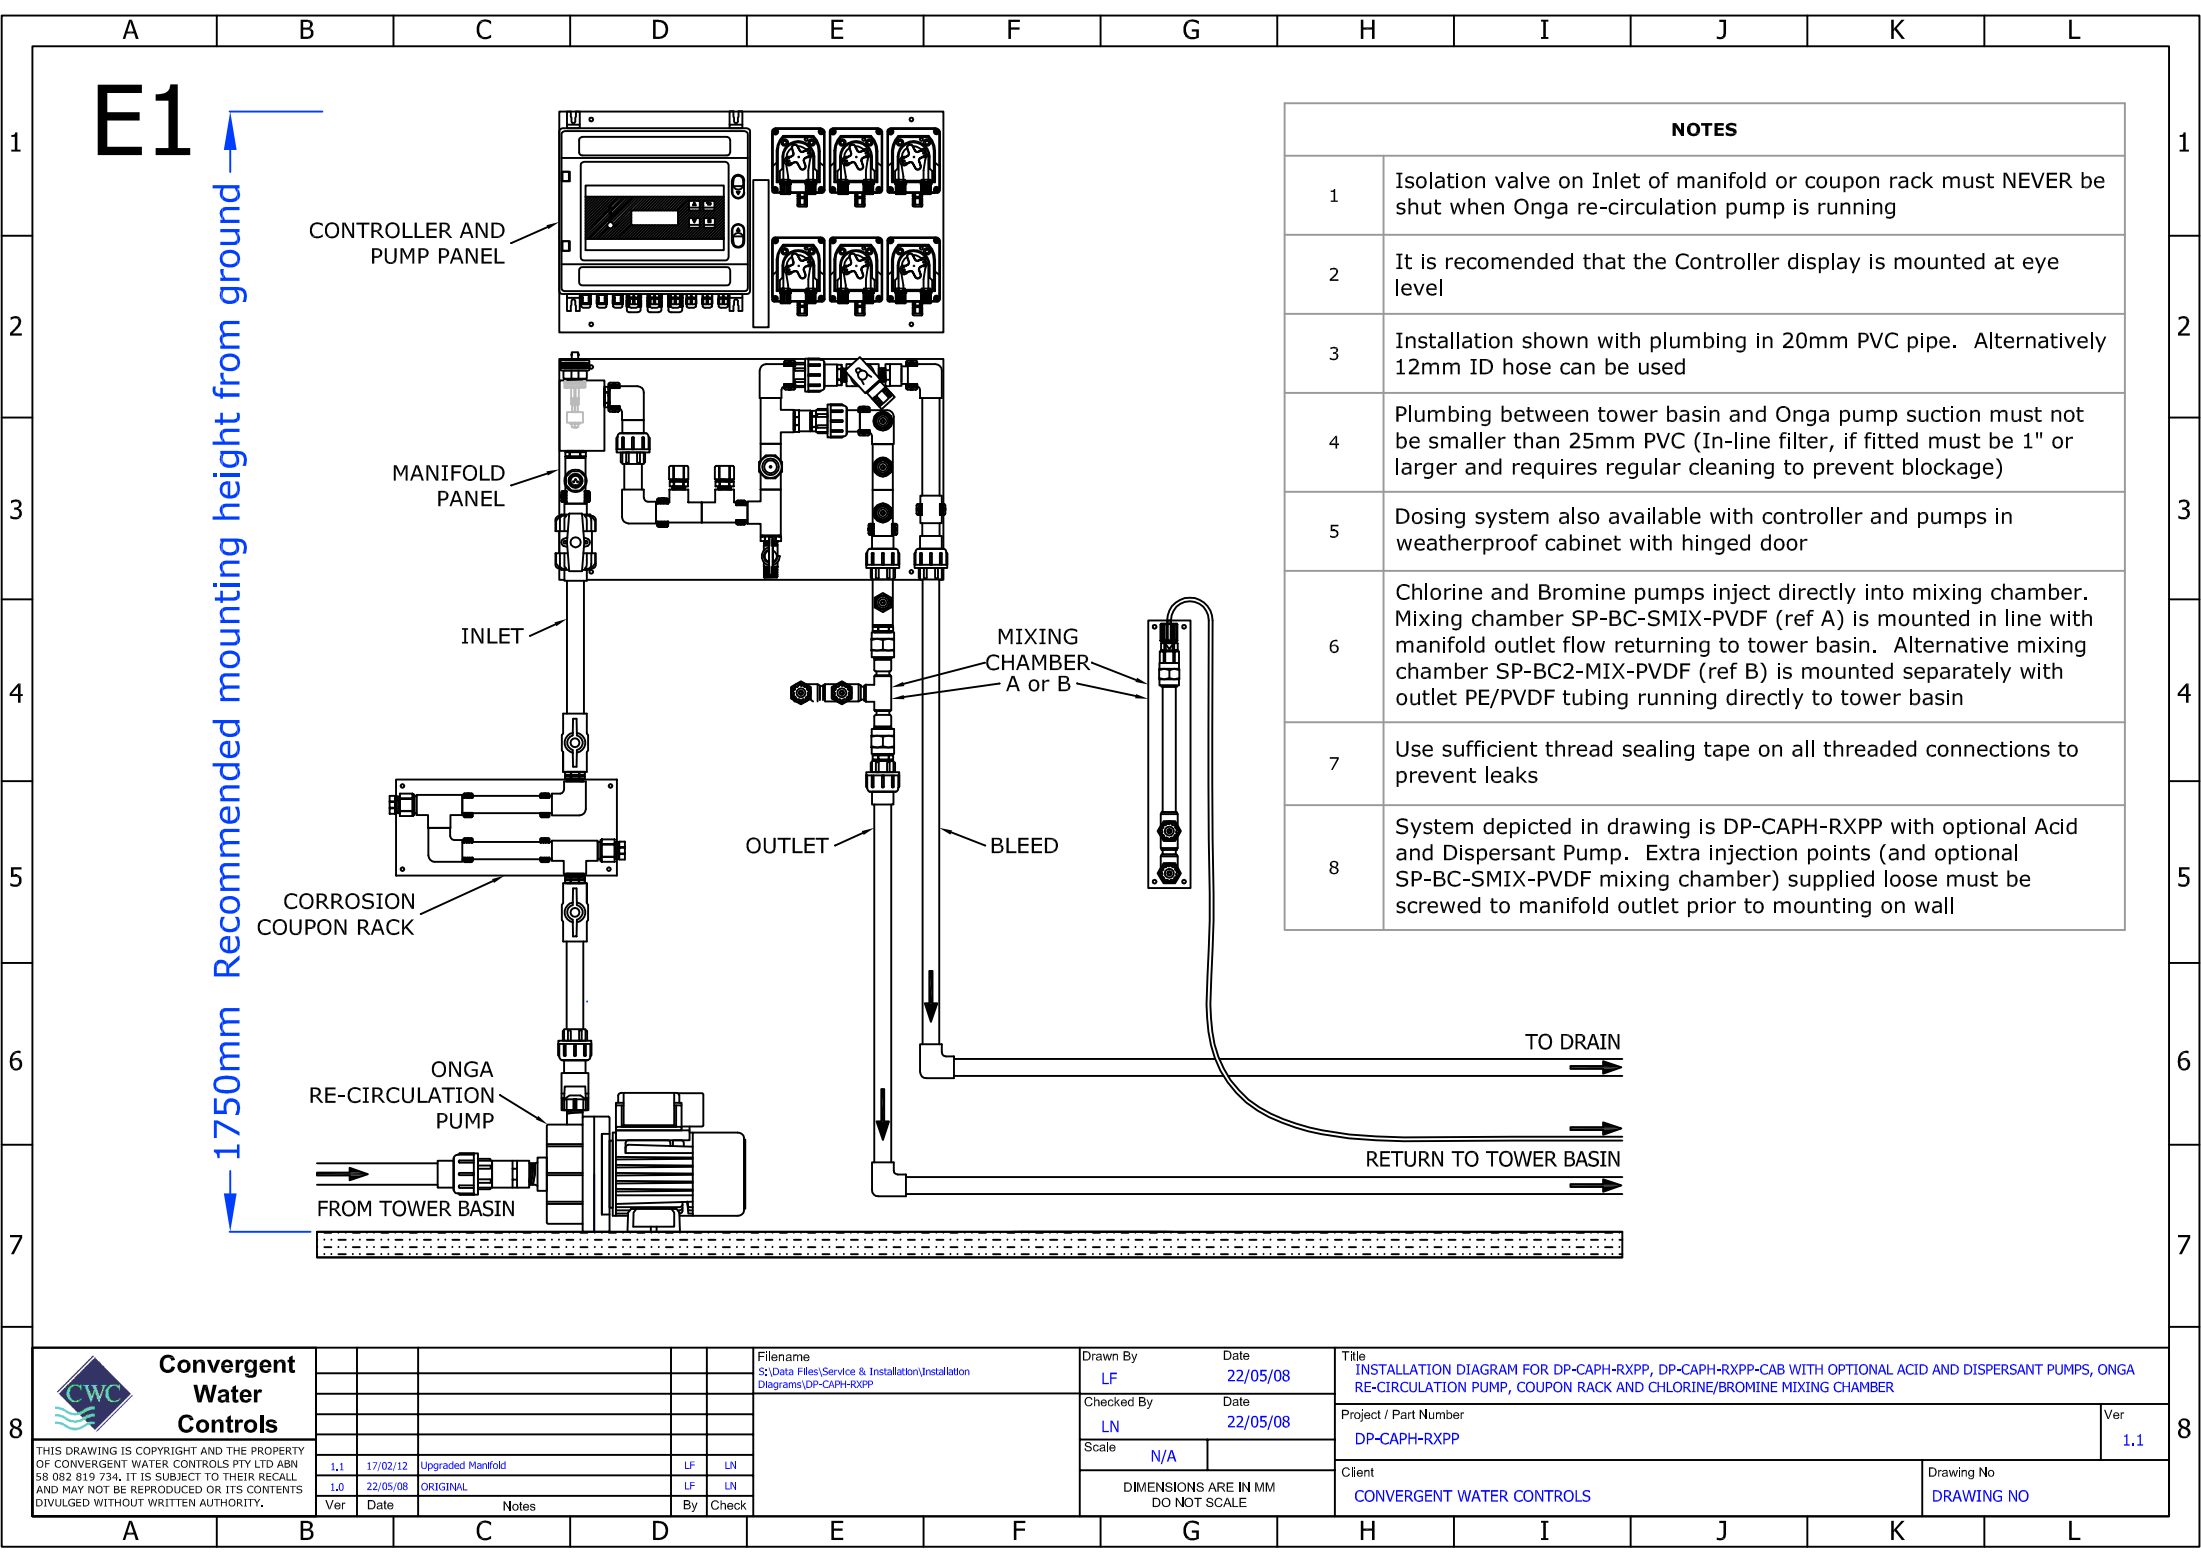 A B C D E F G H I J K L
E1
1750mm Recommended mounting height from ground
1
2
3
4
5
6
7
8
CONTROLLER AND
PUMP PANEL
MANIFOLD
PANEL
INLET
MIXING
CHAMBER
A or B
OUTLET
BLEED
CORROSION
COUPON RACK
ONGA
RE-CIRCULATION
PUMP
FROM TOWER BASIN
TO DRAIN
RETURN TO TOWER BASIN
NOTES
1
Isolation valve on Inlet of manifold or coupon rack must NEVER be
shut when Onga re-circulation pump is running
2
It is recomended that the Controller display is mounted at eye
level
3
Installation shown with plumbing in 20mm PVC pipe. Alternatively
12mm ID hose can be used
4
Plumbing between tower basin and Onga pump suction must not
be smaller than 25mm PVC (In-line filter, if fitted must be 1" or
larger and requires regular cleaning to prevent blockage)
5
Dosing system also available with controller and pumps in
weatherproof cabinet with hinged door
6
Chlorine and Bromine pumps inject directly into mixing chamber.
Mixing chamber SP-BC-SMIX-PVDF (ref A) is mounted in line with
manifold outlet flow returning to tower basin. Alternative mixing
chamber SP-BC2-MIX-PVDF (ref B) is mounted separately with
outlet PE/PVDF tubing running directly to tower basin
7
Use sufficient thread sealing tape on all threaded connections to
prevent leaks
8
System depicted in drawing is DP-CAPH-RXPP with optional Acid
and Dispersant Pump. Extra injection points (and optional
SP-BC-SMIX-PVDF mixing chamber) supplied loose must be
screwed to manifold outlet prior to mounting on wall
1
2
3
4
5
6
7
8
CWC
Convergent
Water
Controls
THIS DRAWING IS COPYRIGHT AND THE PROPERTY
OF CONVERGENT WATER CONTROLS PTY LTD ABN
58 082 819 734. IT IS SUBJECT TO THEIR RECALL
AND MAY NOT BE REPRODUCED OR ITS CONTENTS
DIVULGED WITHOUT WRITTEN AUTHORITY.
1.1 17/02/12 Upgraded Manifold LF LN
1.0 22/05/08 ORIGINAL LF LN
Ver Date Notes By Check
Filename
S:\Data Files\Service & Installation\Installation
Diagrams\DP-CAPH-RXPP
Drawn By Date
LF 22/05/08
Checked By Date
LN 22/05/08
Scale N/A
DIMENSIONS ARE IN MM
DO NOT SCALE
Title
INSTALLATION DIAGRAM FOR DP-CAPH-RXPP, DP-CAPH-RXPP-CAB WITH OPTIONAL ACID AND DISPERSANT PUMPS, ONGA
RE-CIRCULATION PUMP, COUPON RACK AND CHLORINE/BROMINE MIXING CHAMBER
Project / Part Number
DP-CAPH-RXPP
Ver
1.1
Client
CONVERGENT WATER CONTROLS
Drawing No
DRAWING NO
A B C D E F G H I J K L